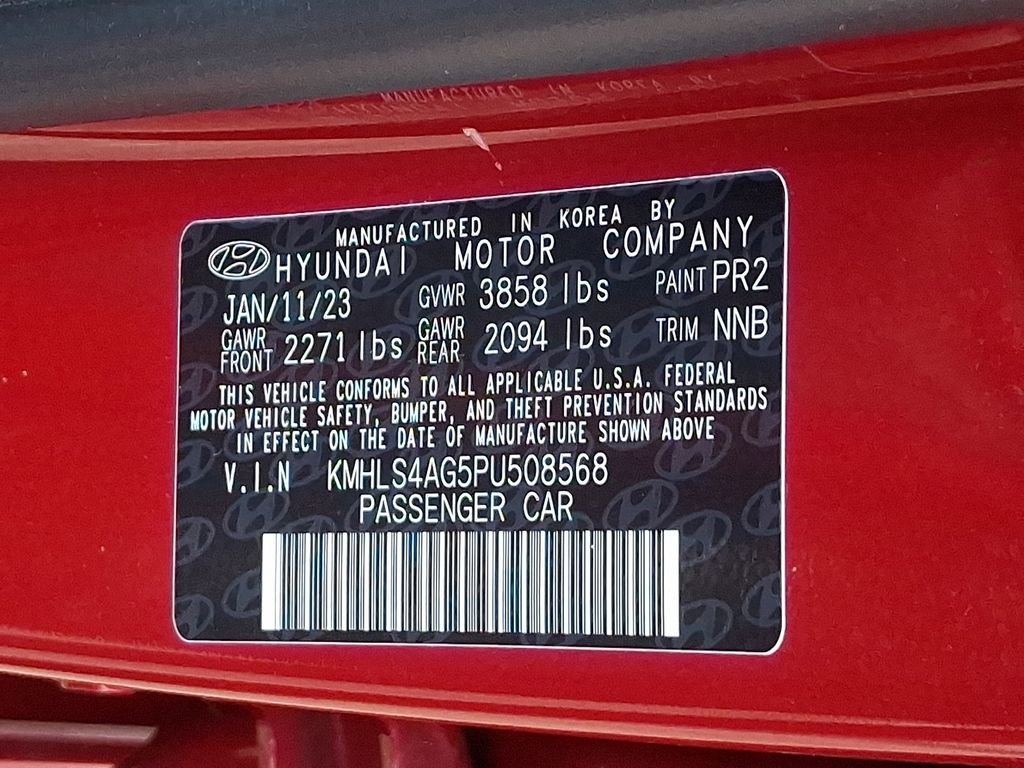 MANUFACTURED IN KOREA BY
HYUNDAI MOTOR COMPANY
JAN/11/23 GVWR 3858 lbs PAINT PR2
GAWR FRONT 2271 lbs GAWR REAR 2094 lbs TRIM NNB
THIS VEHICLE CONFORMS TO ALL APPLICABLE U.S.A. FEDERAL
MOTOR VEHICLE SAFETY, BUMPER, AND THEFT PREVENTION STANDARDS
IN EFFECT ON THE DATE OF MANUFACTURE SHOWN ABOVE
V.I.N KMHLS4AG5PU508568
PASSENGER CAR